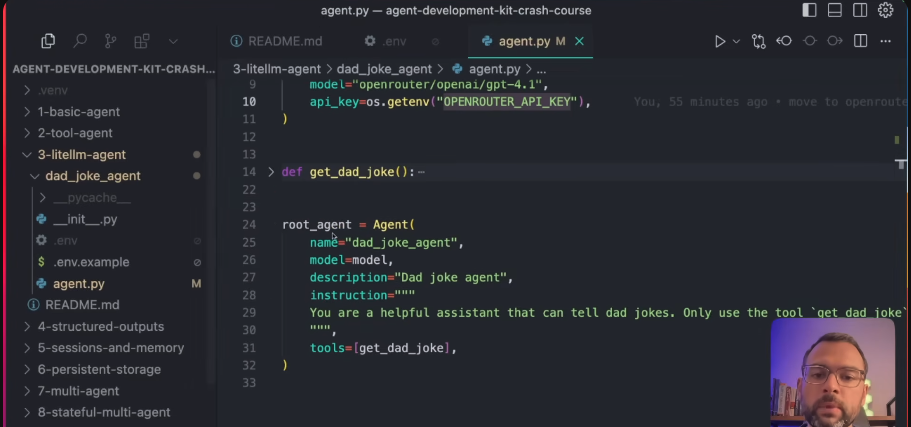 agent.py — agent-development-kit-crash-course
README.md
.env
agent.py M
AGENT-DEVELOPMENT-KIT-CRASH...
3-litellm-agent > dad_joke_agent > agent.py > ...
.venv
1-basic-agent
2-tool-agent
3-litellm-agent
dad_joke_agent
__pycache__
__init__.py
.env
.env.example
agent.py M
README.md
4-structured-outputs
5-sessions-and-memory
6-persistent-storage
7-multi-agent
8-stateful-multi-agent
9 model="openrouter/openai/gpt-4.1",
10 api_key=os.getenv("OPENROUTER_API_KEY"), You, 55 minutes ago • move to openroute
11 )
12
13
14 def get_dad_joke(): ⋯
22
23
24 root_agent = Agent(
25 name="dad_joke_agent",
26 model=model,
27 description="Dad joke agent",
28 instruction="""
29 You are a helpful assistant that can tell dad jokes. Only use the tool `get_dad_joke`
30 """,
31 tools=[get_dad_joke],
32 )
33